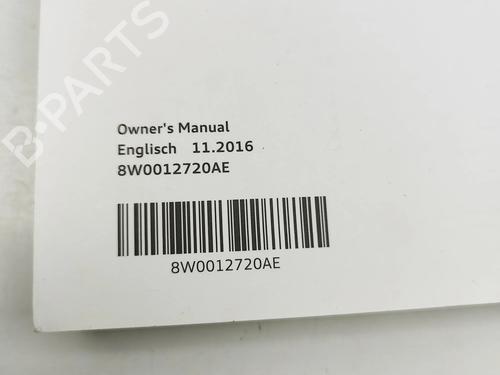 B-PARTS
Owner's Manual
Englisch 11.2016
8W0012720AE
8W0012720AE